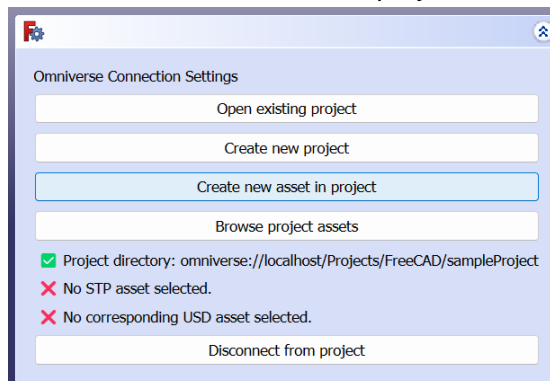 Omniverse Connection Settings
Open existing project
Create new project
Create new asset in project
Browse project assets
Project directory: omniverse://localhost/Projects/FreeCAD/sampleProject
No STP asset selected.
No corresponding USD asset selected.
Disconnect from project